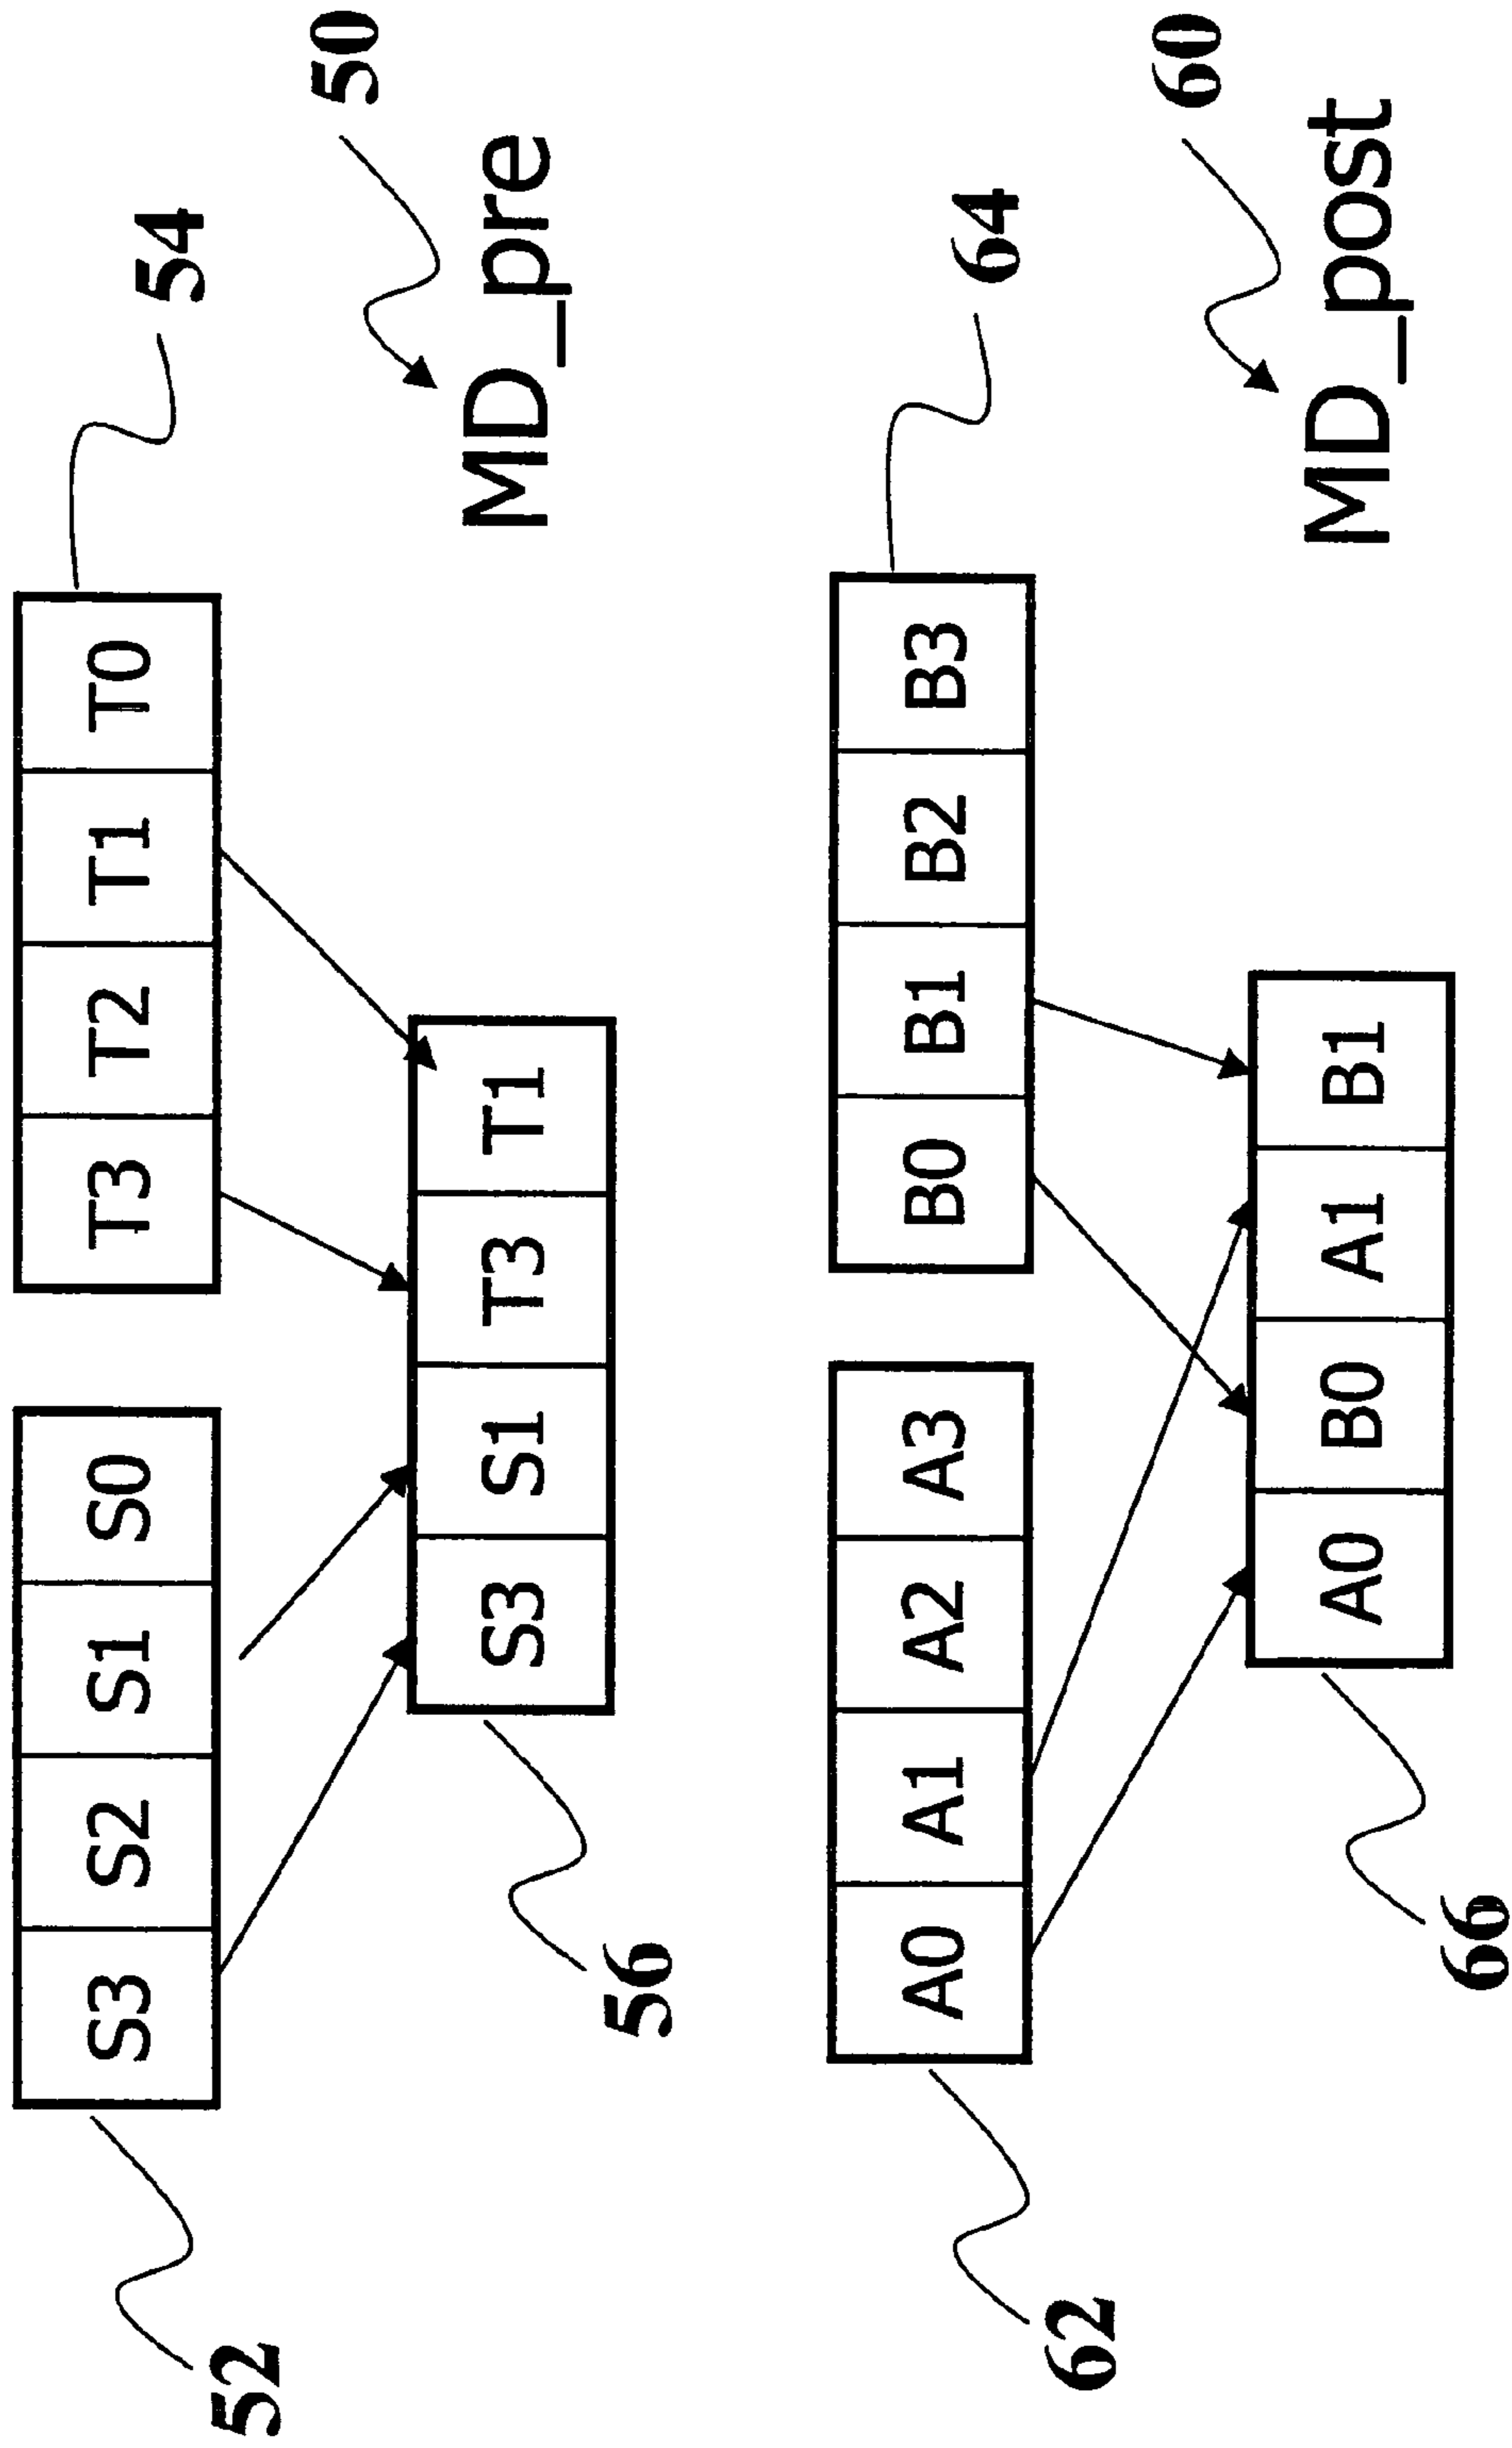 S3 S2 S1 S0
T3 T2 T1 T0
54
52
50
S3 S1 T3 T1
MD_pre
56
A0 A1 A2 A3
B0 B1 B2 B3
64
62
60
A0 B0 A1 B1
MD_post
66